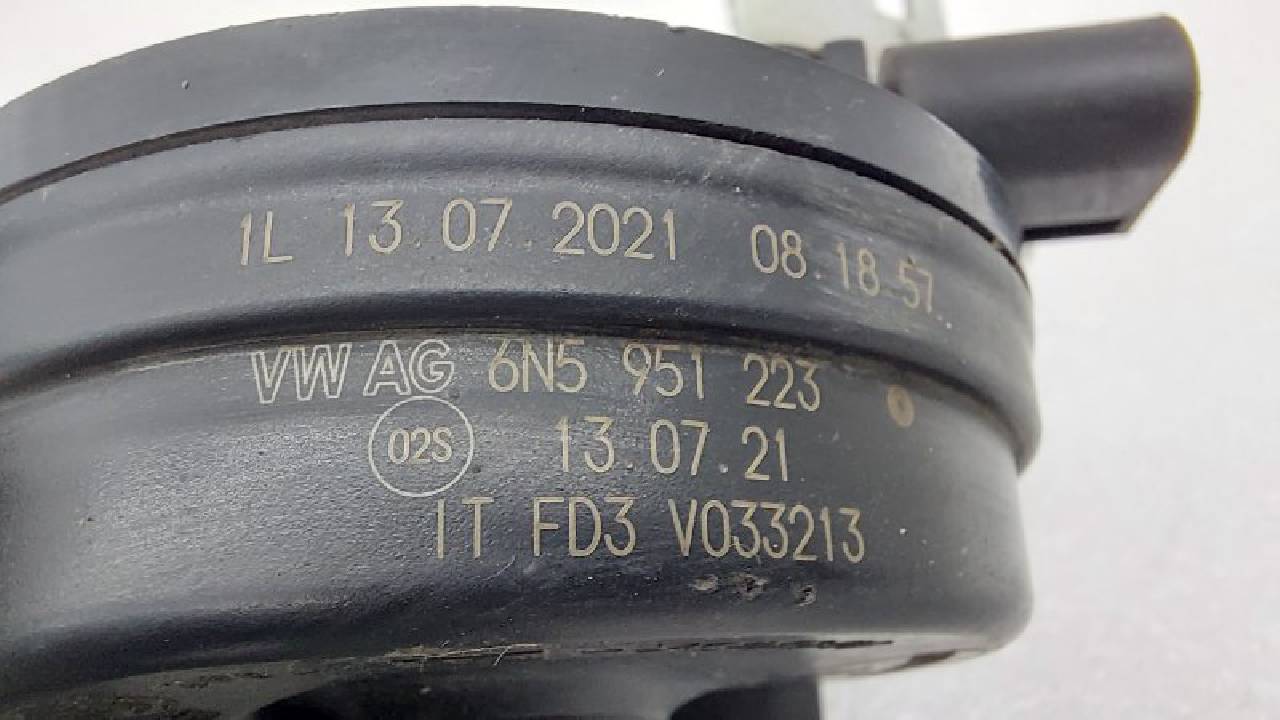 1L 13.07.2021 08.18.57
VW AG 6N5 951 223
02S 13.07.21
IT FD3 V033213